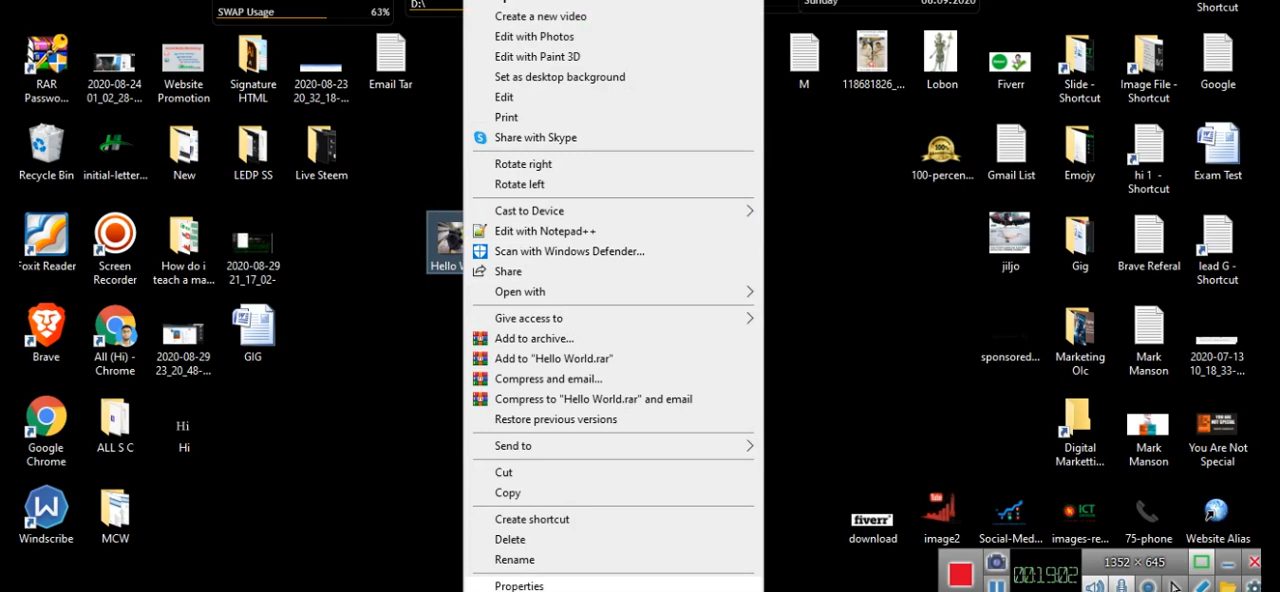 SWAP Usage
63%
D:\
RAR
Passwo...
2020-08-24
01_02_28-...
Website
Promotion
Signature
HTML
2020-08-23
20_32_18-...
Email Tar
Recycle Bin
initial-letter...
New
LEDP SS
Live Steem
Foxit Reader
Screen
Recorder
How do i
teach a ma...
2020-08-29
21_17_02-
Hello
Brave
All (Hi) -
Chrome
2020-08-29
23_20_48-...
GIG
Google
Chrome
ALL S C
Hi
Hi
Windscribe
MCW
Create a new video
Edit with Photos
Edit with Paint 3D
Set as desktop background
Edit
Print
Share with Skype
Rotate right
Rotate left
Cast to Device
Edit with Notepad++
Scan with Windows Defender...
Share
Open with
Give access to
Add to archive...
Add to "Hello World.rar"
Compress and email...
Compress to "Hello World.rar" and email
Restore previous versions
Send to
Cut
Copy
Create shortcut
Delete
Rename
Properties
Sunday
06.09.2020
Shortcut
M
118681826_...
Lobon
Fiverr
Slide -
Shortcut
Image File -
Shortcut
Google
100%
100-percen...
Gmail List
Emojy
hi 1 -
Shortcut
Exam Test
jiljo
Gig
Brave Referal
lead G -
Shortcut
sponsored...
Marketing
Olc
Mark
Manson
2020-07-13
10_18_33-...
Digital
Marketti...
Mark
Manson
YOU ARE
NOT SPECIAL
You Are Not
Special
fiverr
download
image2
Social-Med...
ICT
images-re...
75-phone
Website Alias
00:19:02
1352 × 645